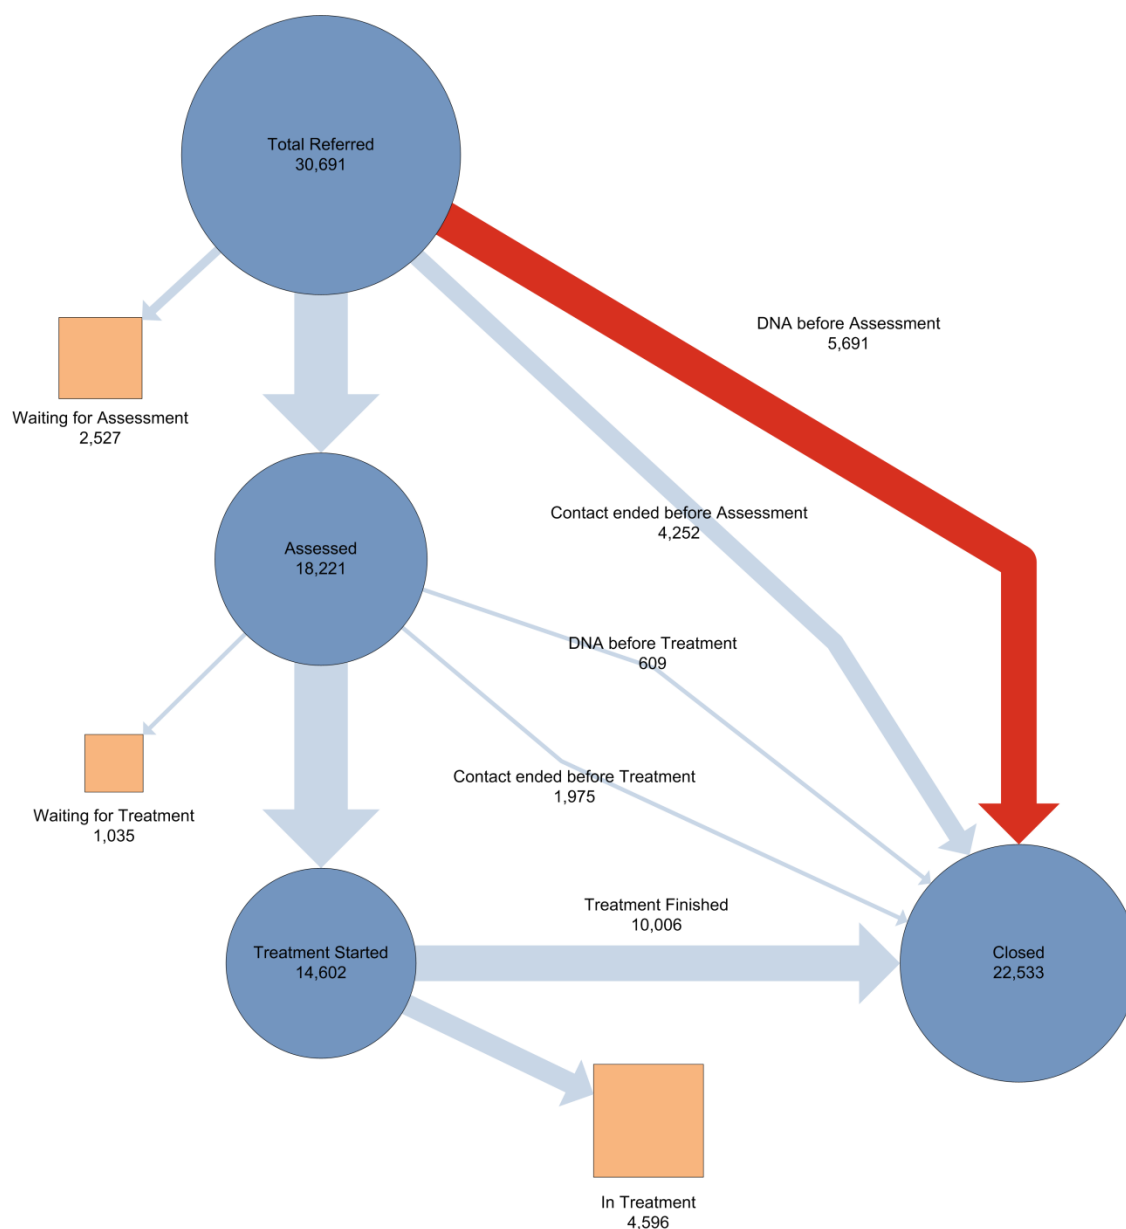 Total Referred
30,691
DNA before Assessment
5,691
Waiting for Assessment
2,527
Contact ended before Assessment
4,252
Assessed
18,221
DNA before Treatment
609
Contact ended before Treatment
1,975
Waiting for Treatment
1,035
Treatment Finished
10,006
Treatment Started
14,602
Closed
22,533
In Treatment
4,596